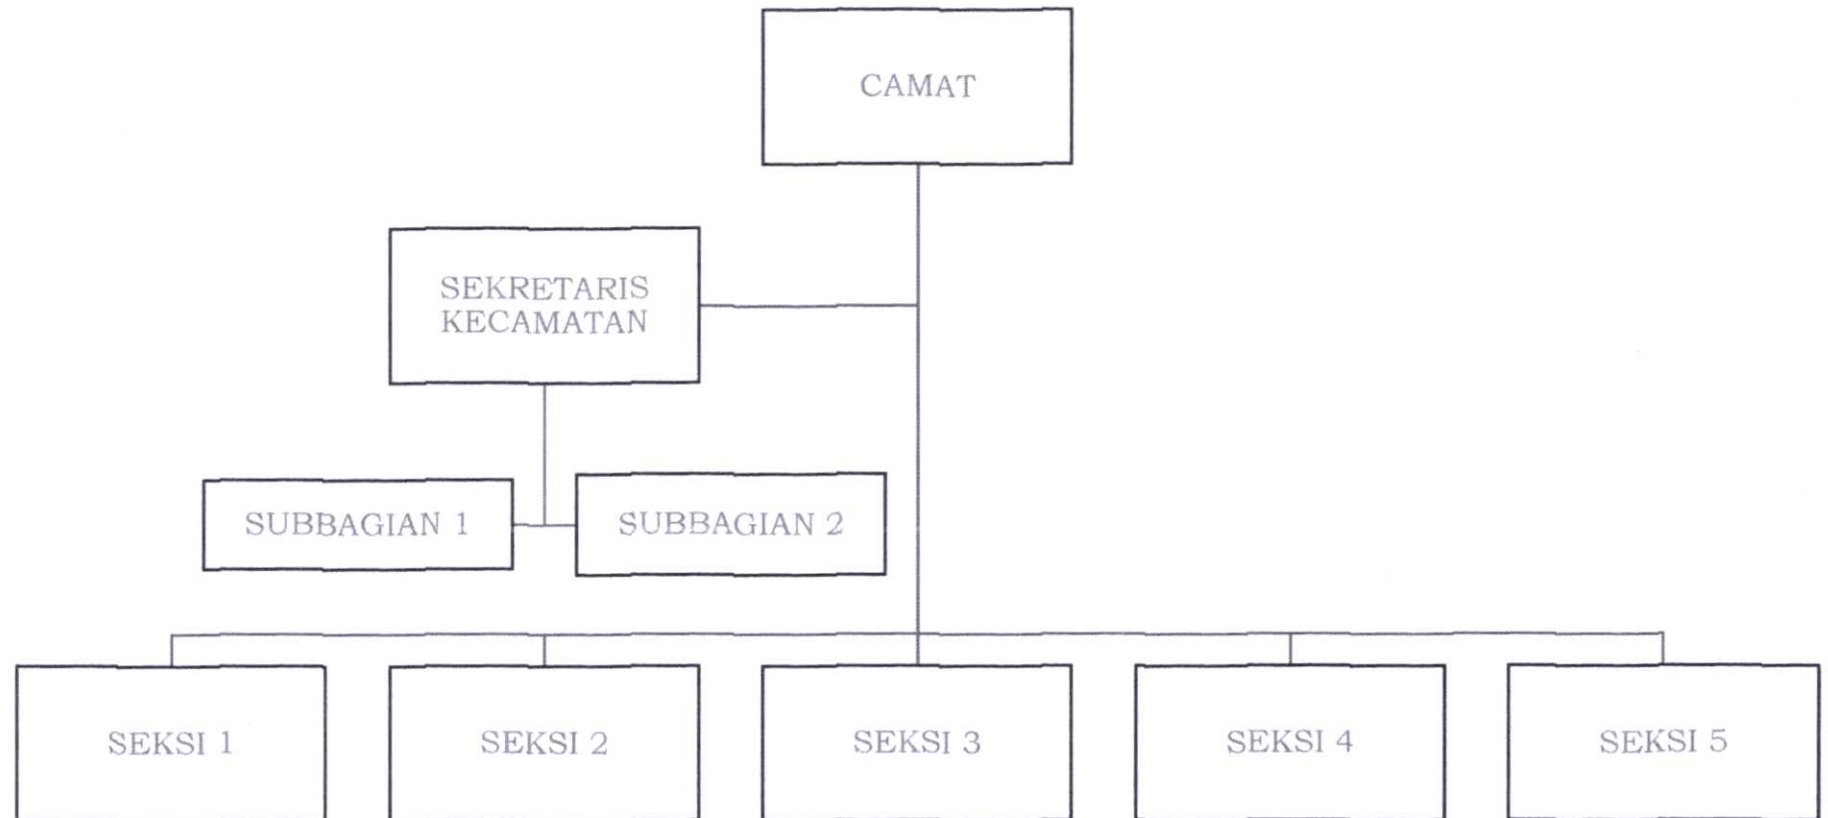 CAMAT
SEKRETARIS
KECAMATAN
SUBBAGIAN 1
SUBBAGIAN 2
SEKSI 1
SEKSI 2
SEKSI 3
SEKSI 4
SEKSI 5